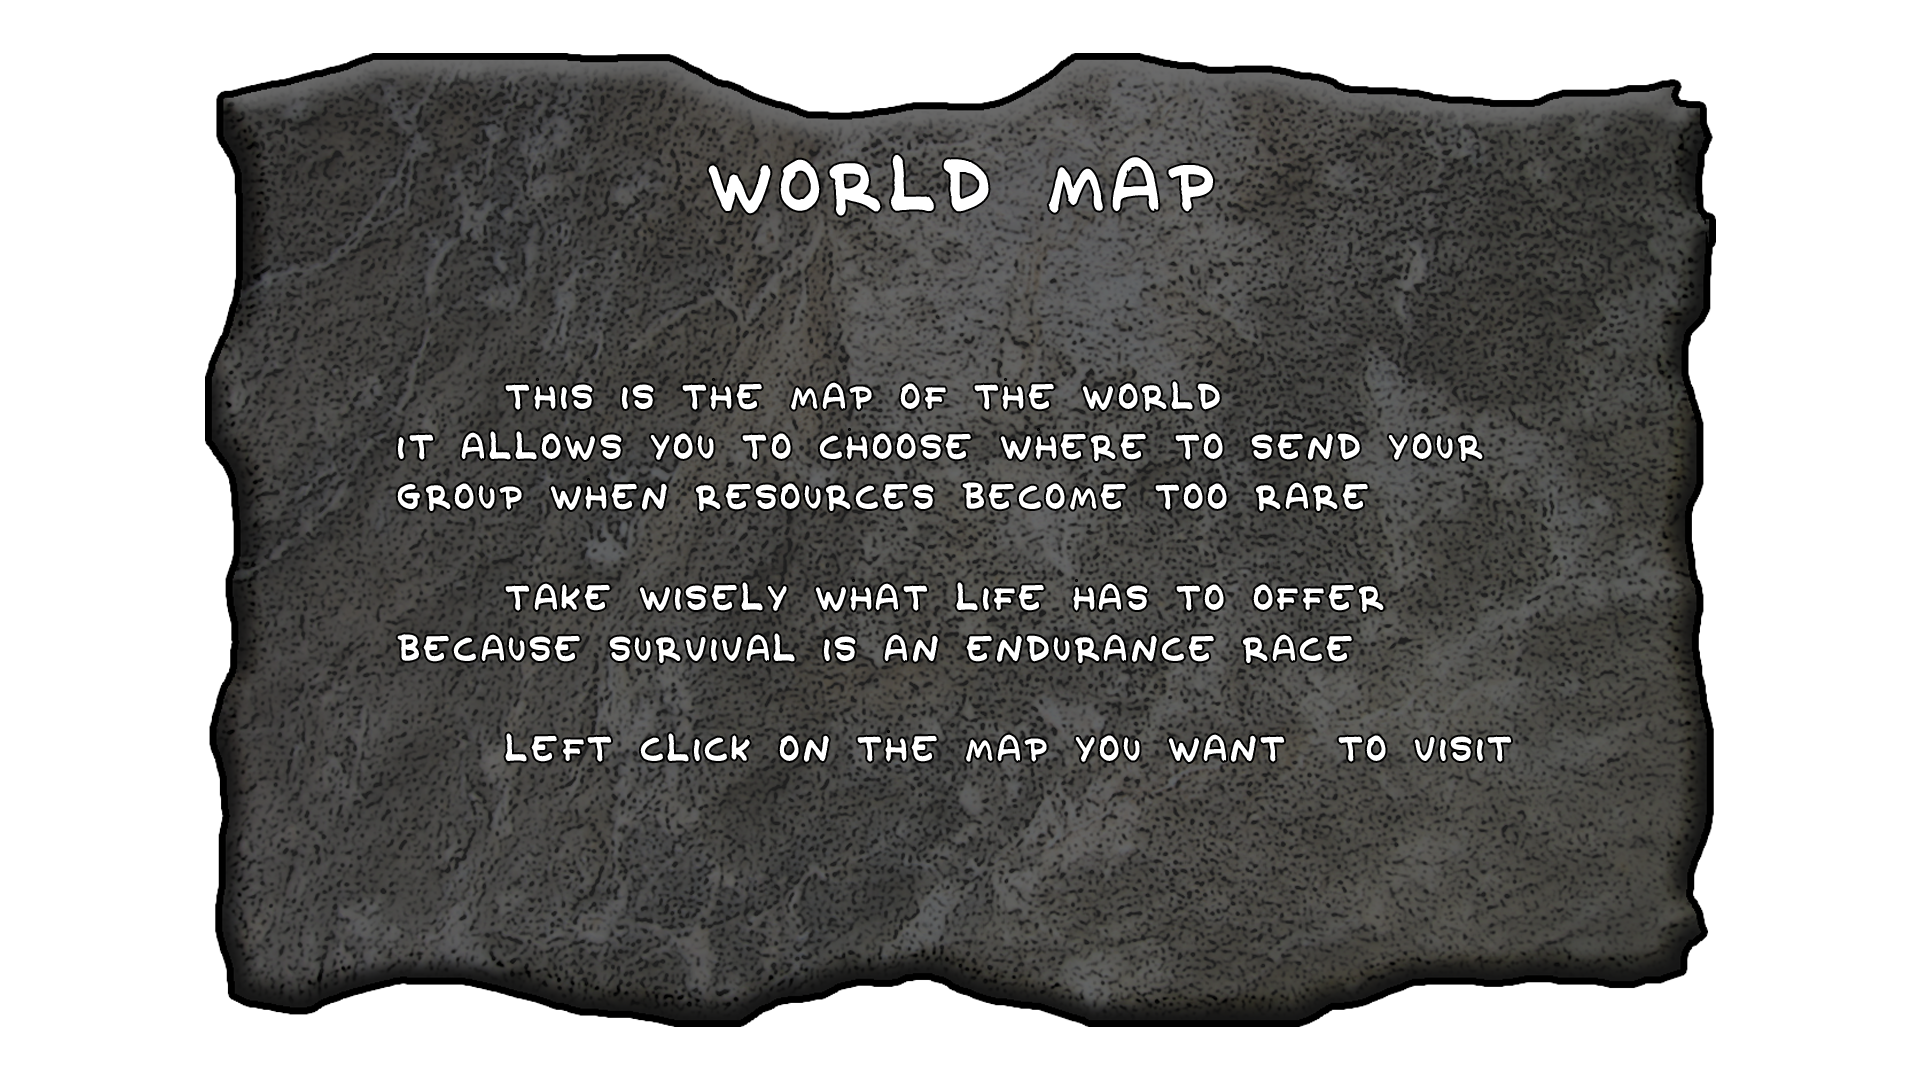 WORLD MAP
THIS IS THE MAP OF THE WORLD
IT ALLOWS YOU TO CHOOSE WHERE TO SEND YOUR
GROUP WHEN RESOURCES BECOME TOO RARE
TAKE WISELY WHAT LIFE HAS TO OFFER
BECAUSE SURVIVAL IS AN ENDURANCE RACE
LEFT CLICK ON THE MAP YOU WANT TO VISIT